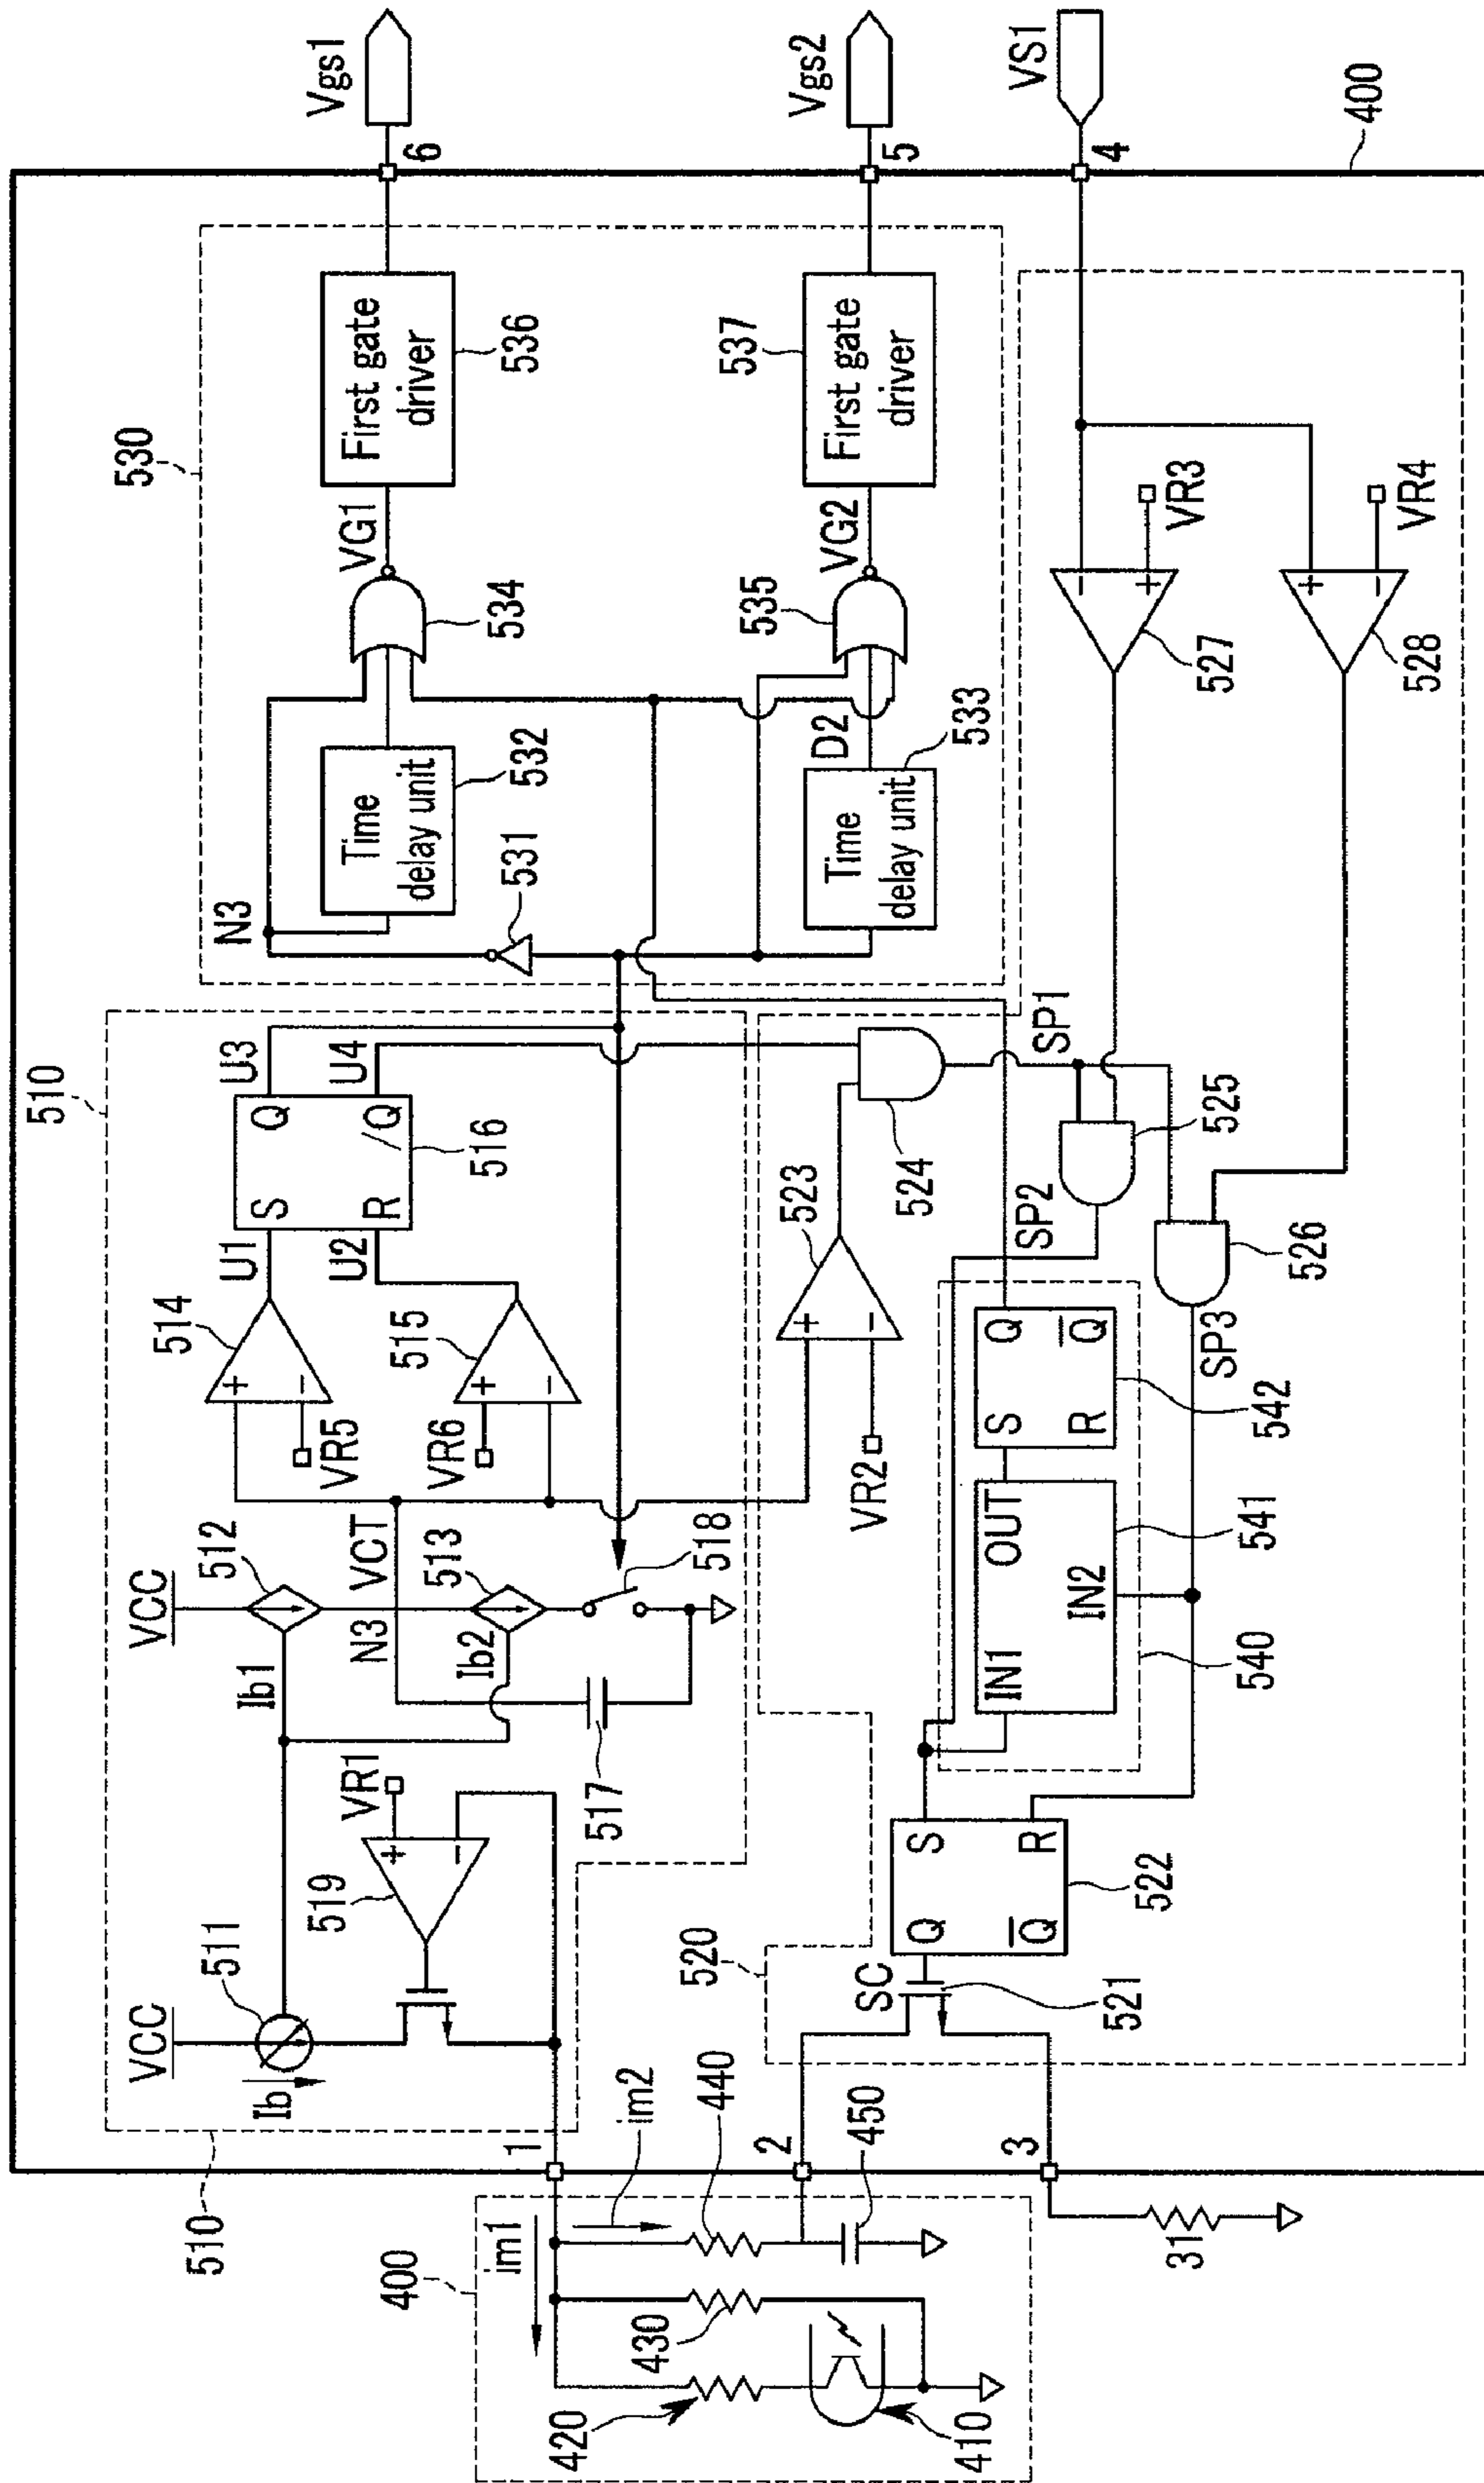 510
VCC
Ib
511
519
VR1
Ib1
VCC
512
N3
VCT
513
Ib2
518
517
514
VR5
515
VR6
U1
U2
S
Q
R
Q
516
U3
U4
530
N3
531
Time
delay unit
532
534
VG1
First gate
driver
536
6
Vgs1
Time
delay unit
533
D2
535
VG2
First gate
driver
537
5
Vgs2
4
VS1
400
510
1
im1
im2
400
420
430
440
410
450
2
3
31
520
SC
521
Q
Q
S
R
522
IN1
OUT
IN2
541
540
S
Q
R
Q
542
VR2
523
524
SP1
SP2
525
SP3
526
527
VR3
528
VR4
+
−
+
−
+
−
+
−
−
+
+
−